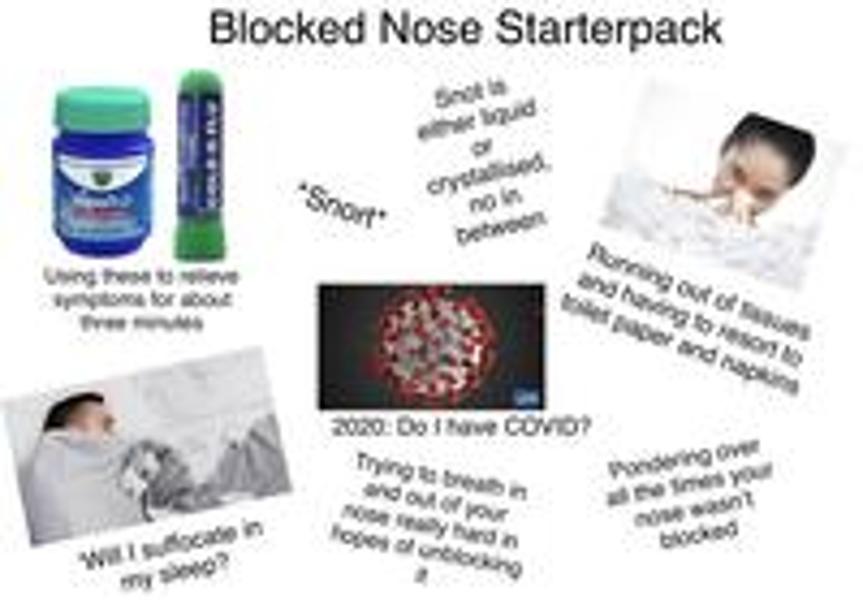 Blocked Nose Starterpack
Snot is
either liquid
or
crystallised,
no in
between
*Snort*
Using these to relieve
symptoms for about
three minutes
Running out of tissues
and having to resort to
toilet paper and napkins
2020: Do I have COVID?
'Will I suffocate in
my sleep?
Trying to breath in
and out of your
nose really hard in
hopes of unblocking
it
Pondering over
all the times your
nose wasn't
blocked